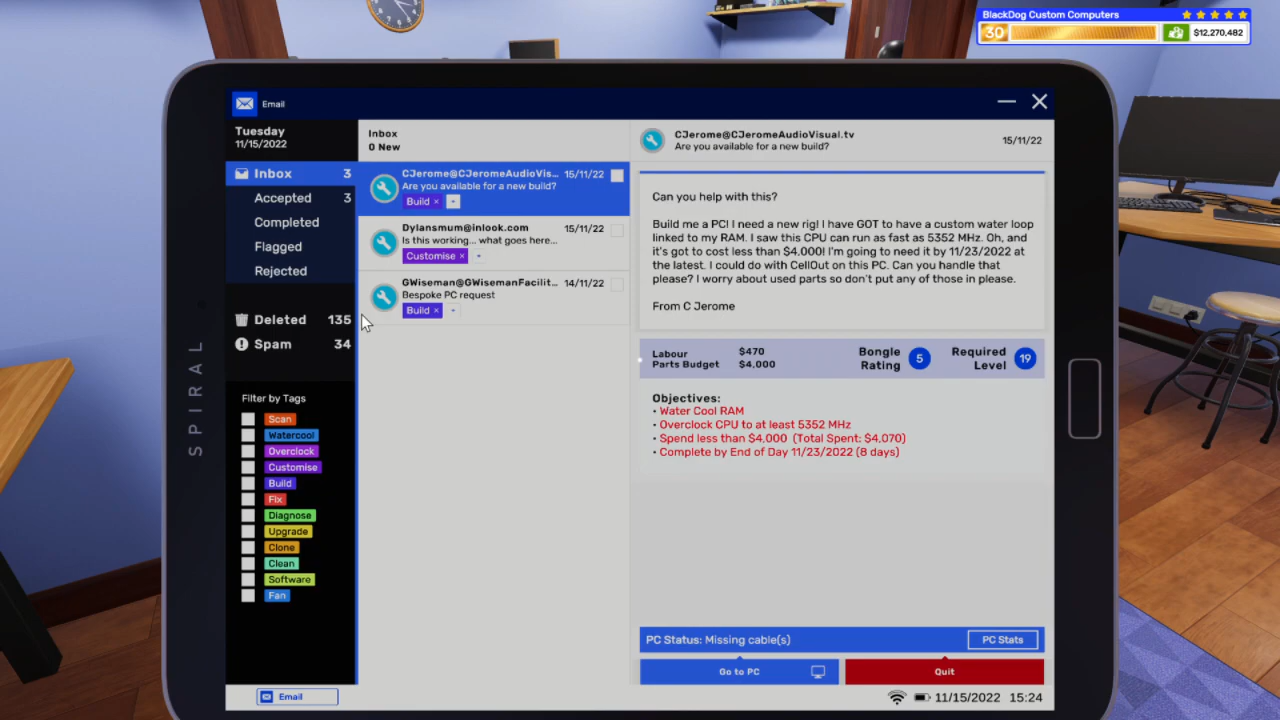 BlackDog Custom Computers
30
$12,270,482
Email
Tuesday
11/15/2022
Inbox 3
Accepted 3
Completed
Flagged
Rejected
Deleted 135
Spam 34
Filter by Tags
Scan
Watercool
Overclock
Customise
Build
Fix
Diagnose
Upgrade
Clone
Clean
Software
Fan
Inbox
0 New
CJerome@CJeromeAudioVis... 15/11/22
Are you available for a new build?
Build ×
Dylansmum@inlook.com 15/11/22
Is this working... what goes here...
Customise ×
GWiseman@GWisemanFacilit... 14/11/22
Bespoke PC request
Build ×
CJerome@CJeromeAudioVisual.tv 15/11/22
Are you available for a new build?
Can you help with this?
Build me a PC! I need a new rig! I have GOT to have a custom water loop
linked to my RAM. I saw this CPU can run as fast as 5352 MHz. Oh, and
it's got to cost less than $4.000! I'm going to need it by 11/23/2022 at
the latest. I could do with CellOut on this PC. Can you handle that
please? I worry about used parts so don't put any of those in please.
From C Jerome
Labour $470
Parts Budget $4.000
Bongle Rating 5
Required Level 19
Objectives:
• Water Cool RAM
• Overclock CPU to at least 5352 MHz
• Spend less than $4.000 (Total Spent: $4,070)
• Complete by End of Day 11/23/2022 (8 days)
PC Status: Missing cable(s)
PC Stats
Go to PC
Quit
Email
11/15/2022 15:24
SPIRAL